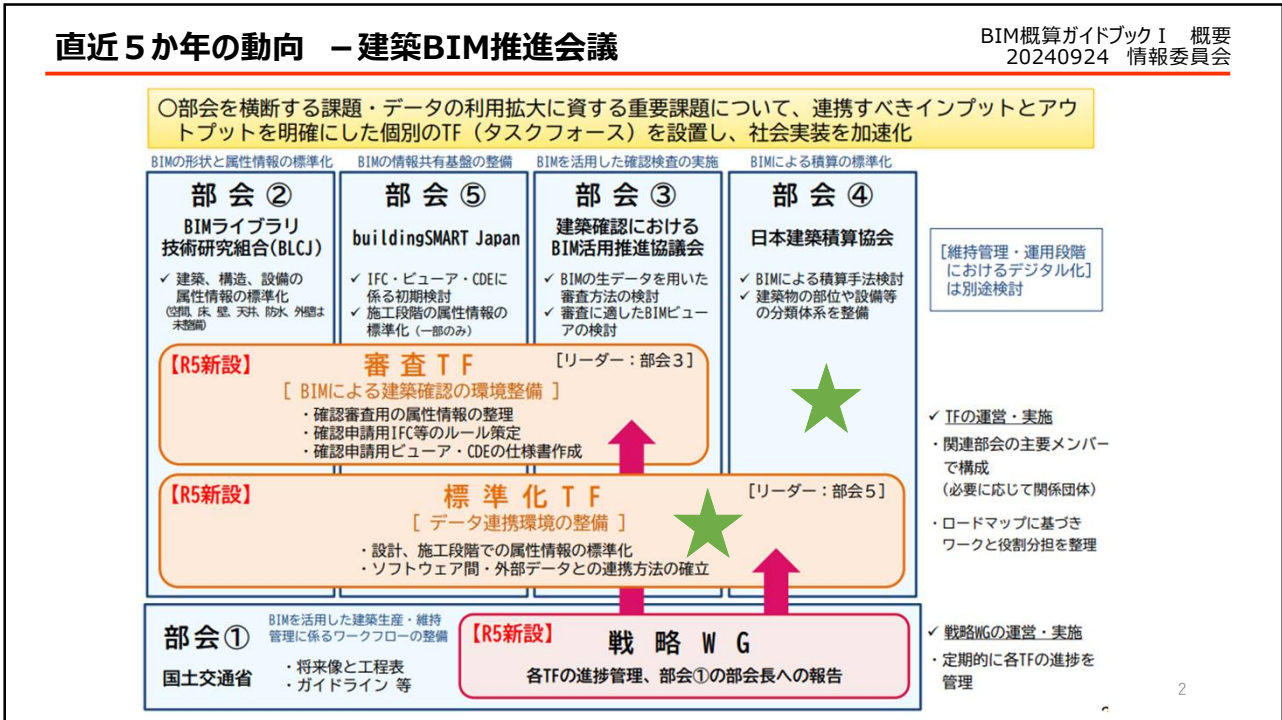 直近５か年の動向　－建築BIM推進会議
BIM概算ガイドブックⅠ　概要
20240924　情報委員会
〇部会を横断する課題・データの利用拡大に資する重要課題について、連携すべきインプットとアウ
トプットを明確にした個別のTF（タスクフォース）を設置し、社会実装を加速化
BIMの形状と属性情報の標準化
部 会 ②
BIMライブラリ
技術研究組合(BLCJ)
✓ 建築、構造、設備の
属性情報の標準化
(空間、床、壁、天井、防水、外壁は
未整備)
BIMの情報共有基盤の整備
部 会 ⑤
buildingSMART Japan
✓ IFC・ビューア・CDEに
係る初期検討
✓ 施工段階の属性情報の
標準化（一部のみ）
BIMを活用した確認検査の実施
部 会 ③
建築確認における
BIM活用推進協議会
✓ BIMの生データを用いた
審査方法の検討
✓ 審査に適したBIMビュー
アの検討
BIMによる積算の標準化
部 会 ④
日本建築積算協会
✓ BIMによる積算手法検討
✓ 建築物の部位や設備等
の分類体系を整備
[維持管理・運用段階
におけるデジタル化]
は別途検討
【R5新設】
審 査 T F
[リーダー：部会３]
[ BIMによる建築確認の環境整備 ]
・確認審査用の属性情報の整理
・確認申請用IFC等のルール策定
・確認申請用ビューア・CDEの仕様書作成
【R5新設】
標 準 化 T F
[リーダー：部会５]
[ データ連携環境の整備 ]
・設計、施工段階での属性情報の標準化
・ソフトウェア間・外部データとの連携方法の確立
✓ TFの運営・実施
・関連部会の主要メンバー
で構成
（必要に応じて関係団体）
・ロードマップに基づき
ワークと役割分担を整理
部 会 ①
国土交通省
BIMを活用した建築生産・維持
管理に係るワークフローの整備
・将来像と工程表
・ガイドライン 等
【R5新設】
戦 略 W G
各TFの進捗管理、部会①の部会長への報告
✓ 戦略WGの運営・実施
・定期的に各TFの進捗を
管理
2